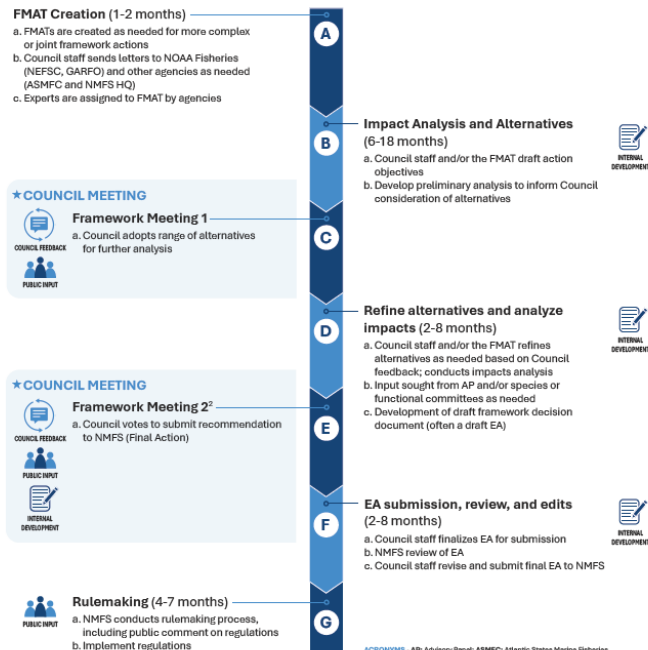 FMAT Creation (1-2 months)
a. FMATs are created as needed for more complex
or joint framework actions
b. Council staff sends letters to NOAA Fisheries
(NEFSC, GARFO) and other agencies as needed
(ASMFC and NMFS HQ)
c. Experts are assigned to FMAT by agencies
A
B
Impact Analysis and Alternatives
(6-18 months)
a. Council staff and/or the FMAT draft action
objectives
b. Develop preliminary analysis to inform Council
consideration of alternatives
INTERNAL
DEVELOPMENT
★COUNCIL MEETING
Framework Meeting 1
a. Council adopts range of alternatives
for further analysis
COUNCIL FEEDBACK
PUBLIC INPUT
C
D
Refine alternatives and analyze
impacts (2-8 months)
a. Council staff and/or the FMAT refines
alternatives as needed based on Council
feedback; conducts impacts analysis
b. Input sought from AP and/or species or
functional committees as needed
c. Development of draft framework decision
document (often a draft EA)
INTERNAL
DEVELOPMENT
★COUNCIL MEETING
Framework Meeting 2²
a. Council votes to submit recommendation
to NMFS (Final Action)
COUNCIL FEEDBACK
PUBLIC INPUT
INTERNAL
DEVELOPMENT
E
F
EA submission, review, and edits
(2-8 months)
a. Council staff finalizes EA for submission
b. NMFS review of EA
c. Council staff revise and submit final EA to NMFS
INTERNAL
DEVELOPMENT
Rulemaking (4-7 months)
a. NMFS conducts rulemaking process,
including public comment on regulations
b. Implement regulations
PUBLIC INPUT
G
ACRONYMS AP: Advisory Panel; ASMFC: Atlantic States Marine Fisheries